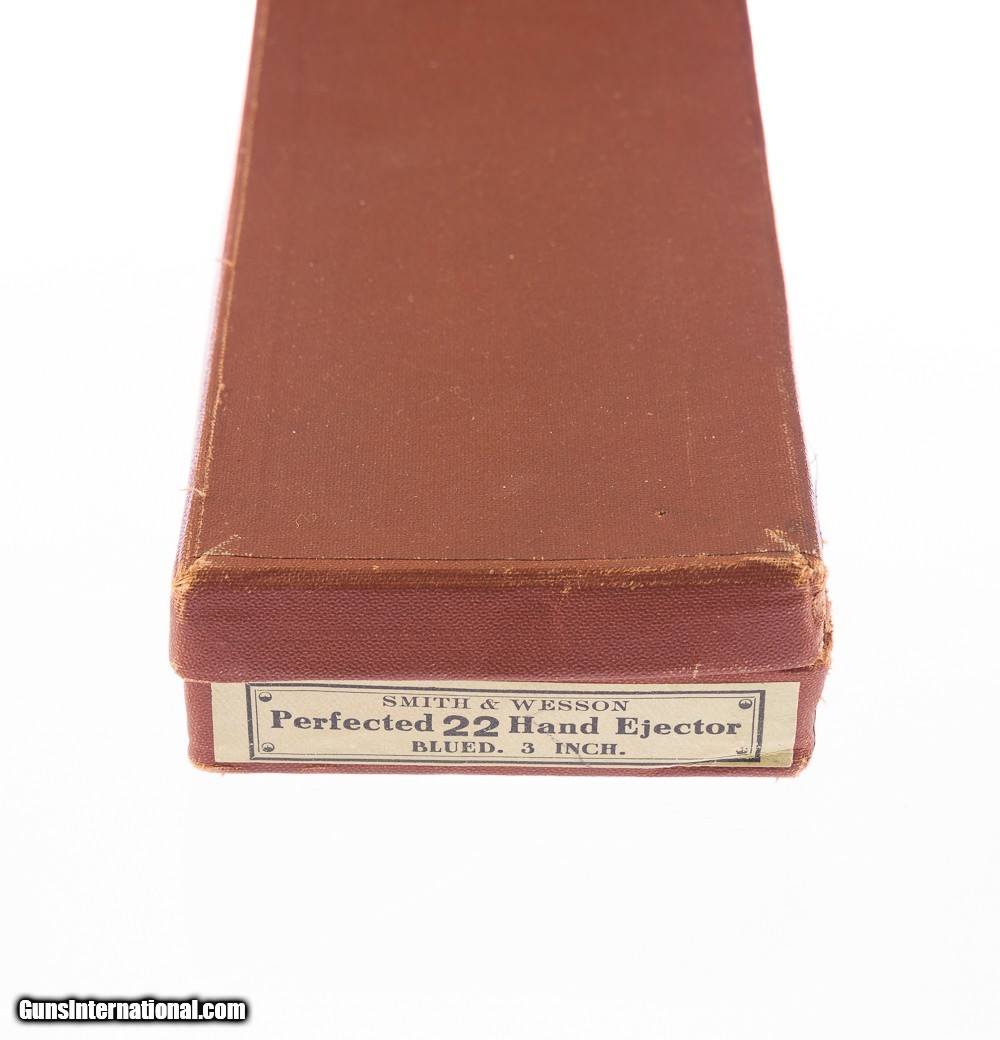 SMITH & WESSON
Perfected 22 Hand Ejector
BLUED. 3 INCH.
GunsInternational.com